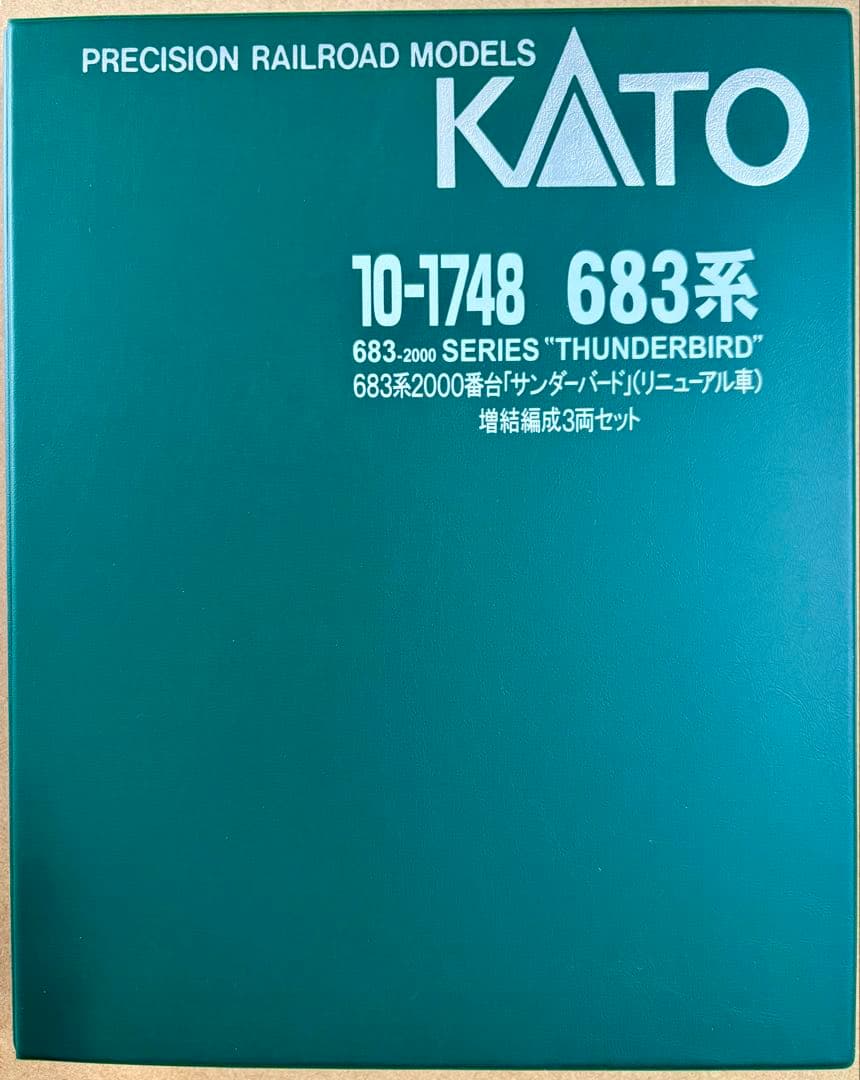 PRECISION RAILROAD MODELS
KATO
10-1748 683系
683-2000 SERIES "THUNDERBIRD"
683系2000番台「サンダーバード」(リニューアル車)
増結編成3両セット